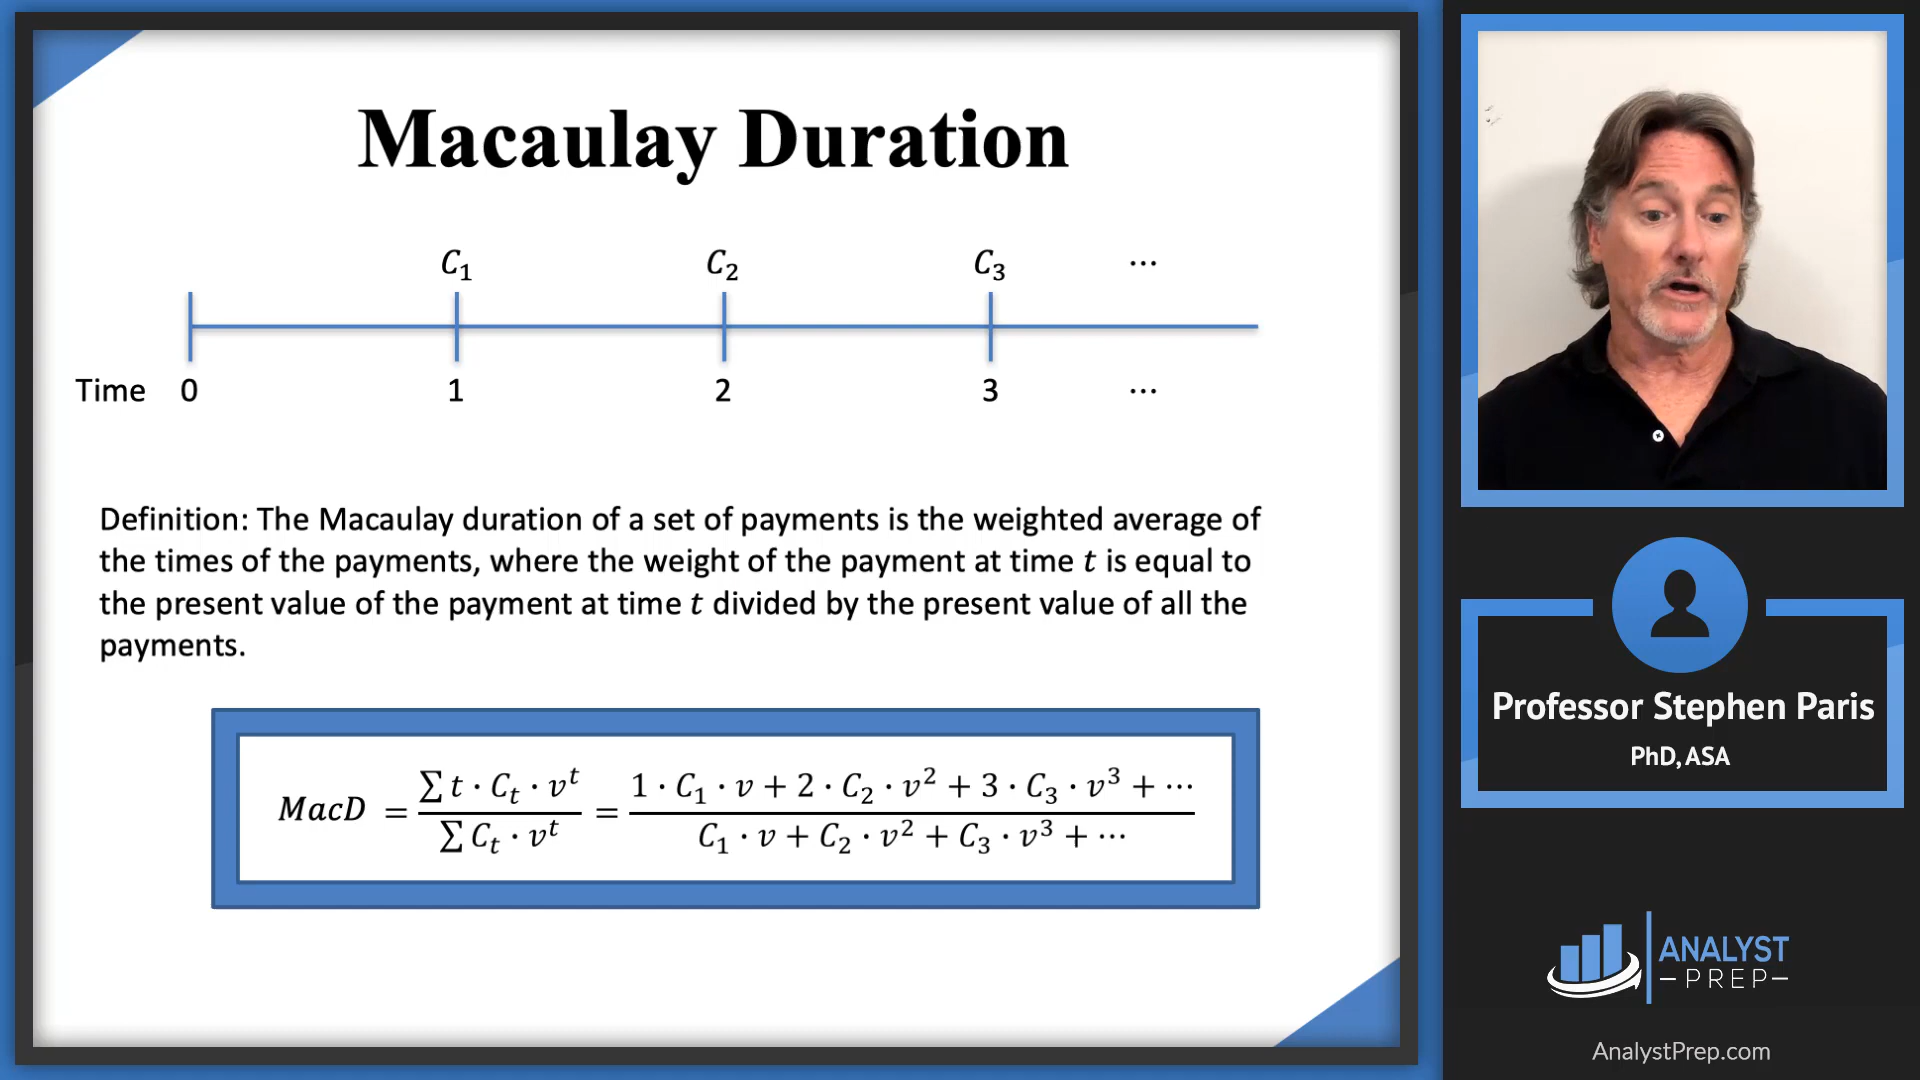 Macaulay Duration
C₁ C₂ C₃ ⋯
Time 0 1 2 3 ⋯
Definition: The Macaulay duration of a set of payments is the weighted average of
the times of the payments, where the weight of the payment at time t is equal to
the present value of the payment at time t divided by the present value of all the
payments.
MacD = ∑ t · Cₜ · vᵗ / ∑ Cₜ · vᵗ = 1 · C₁ · v + 2 · C₂ · v² + 3 · C₃ · v³ + ⋯ / C₁ · v + C₂ · v² + C₃ · v³ + ⋯
Professor Stephen Paris
PhD, ASA
ANALYST
PREP
AnalystPrep.com